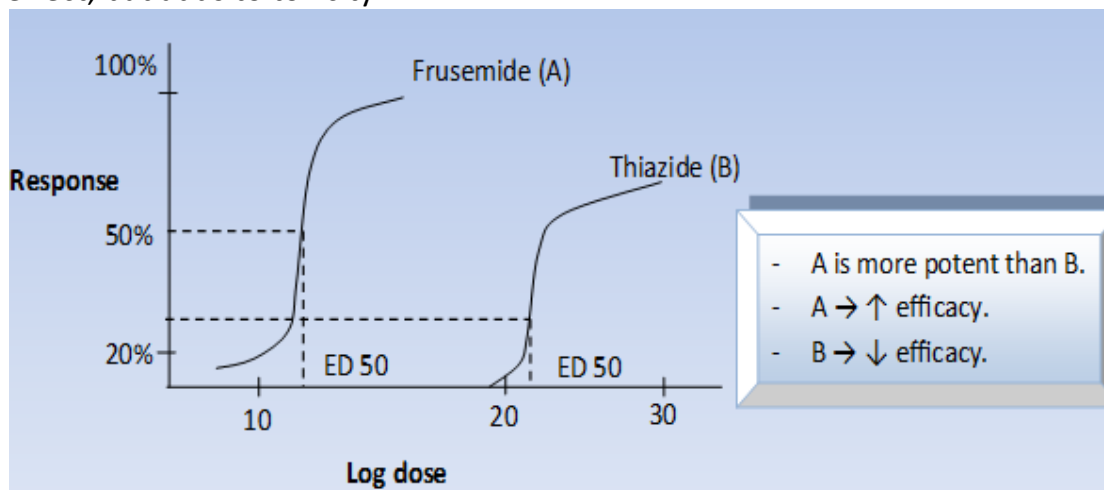 100%
Frusemide (A)
Thiazide (B)
Response
50%
20%
ED 50
ED 50
10
20
30
Log dose
- A is more potent than B.
- A → ↑ efficacy.
- B → ↓ efficacy.